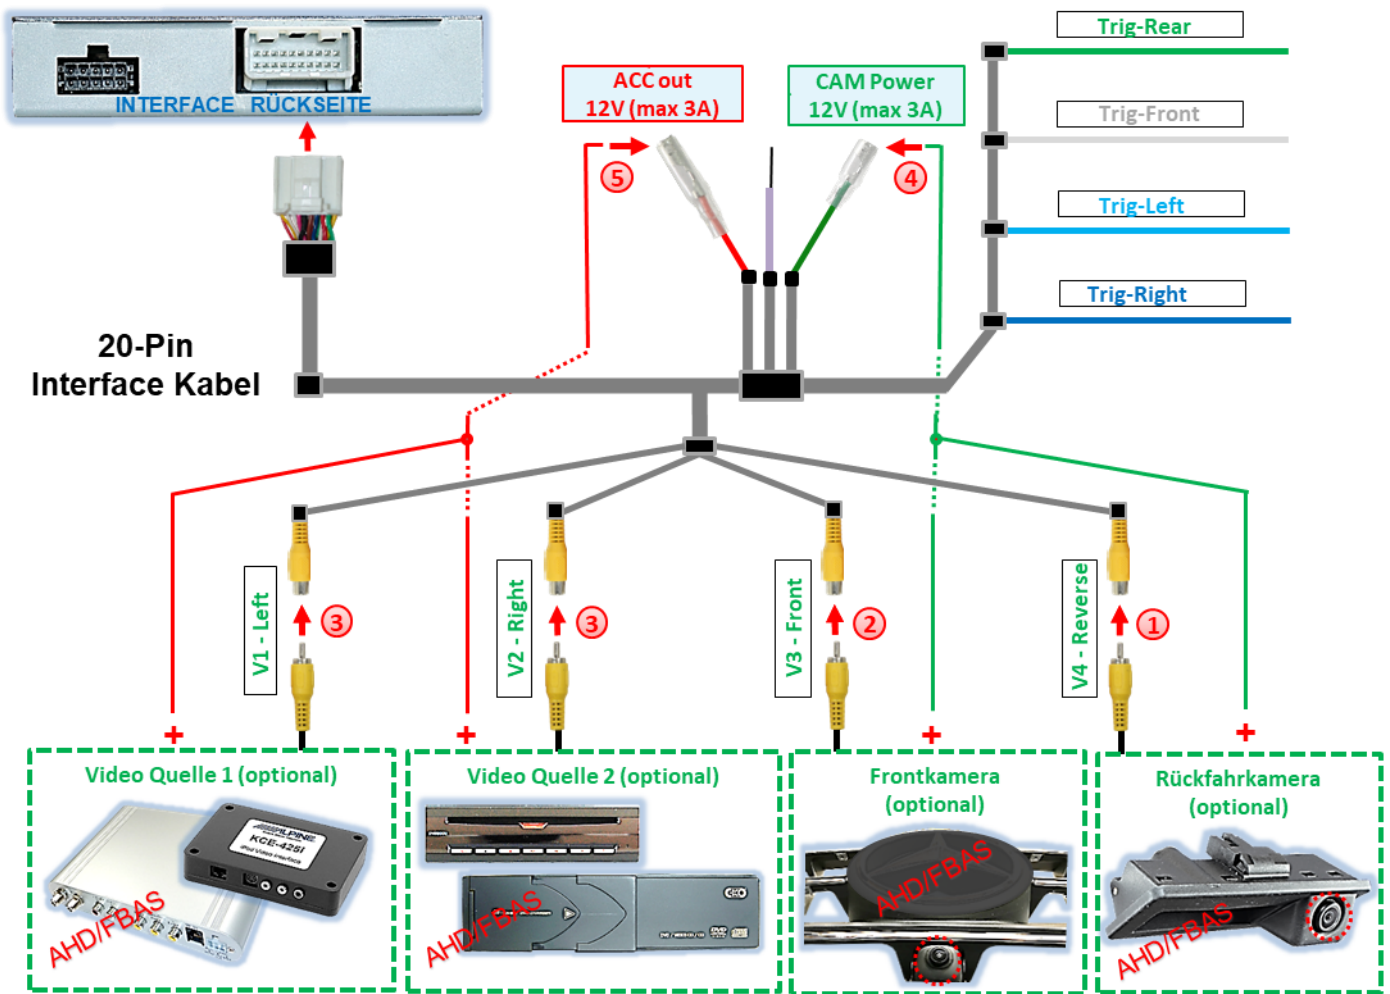 INTERFACE RÜCKSEITE
ACC out
12V (max 3A)
CAM Power
12V (max 3A)
5
4
Trig-Rear
Trig-Front
Trig-Left
Trig-Right
20-Pin
Interface Kabel
V1 - Left
3
V2 - Right
3
V3 - Front
2
V4 - Reverse
1
+
+
+
+
Video Quelle 1 (optional)
ALPINE
KCE-425i
iPod Video Interface
AHD/FBAS
Video Quelle 2 (optional)
AHD/FBAS
Frontkamera
(optional)
AHD/FBAS
Rückfahrkamera
(optional)
AHD/FBAS